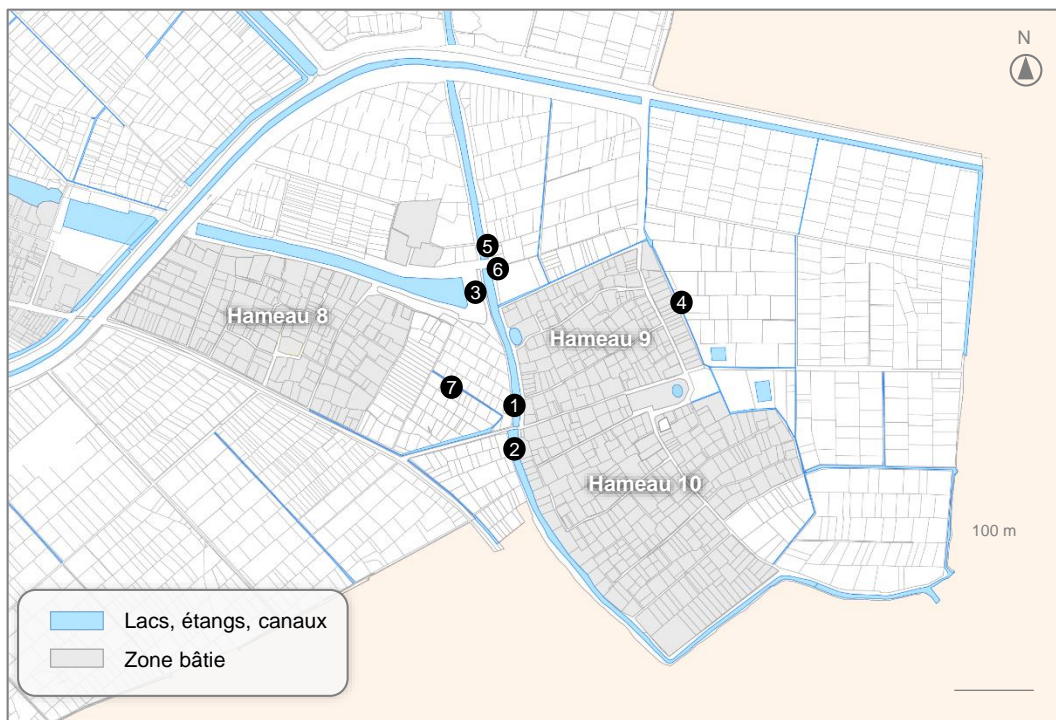 N
5
6
3
4
Hameau 8
Hameau 9
7
1
2
Hameau 10
100 m
Lacs, étangs, canaux
Zone bâtie